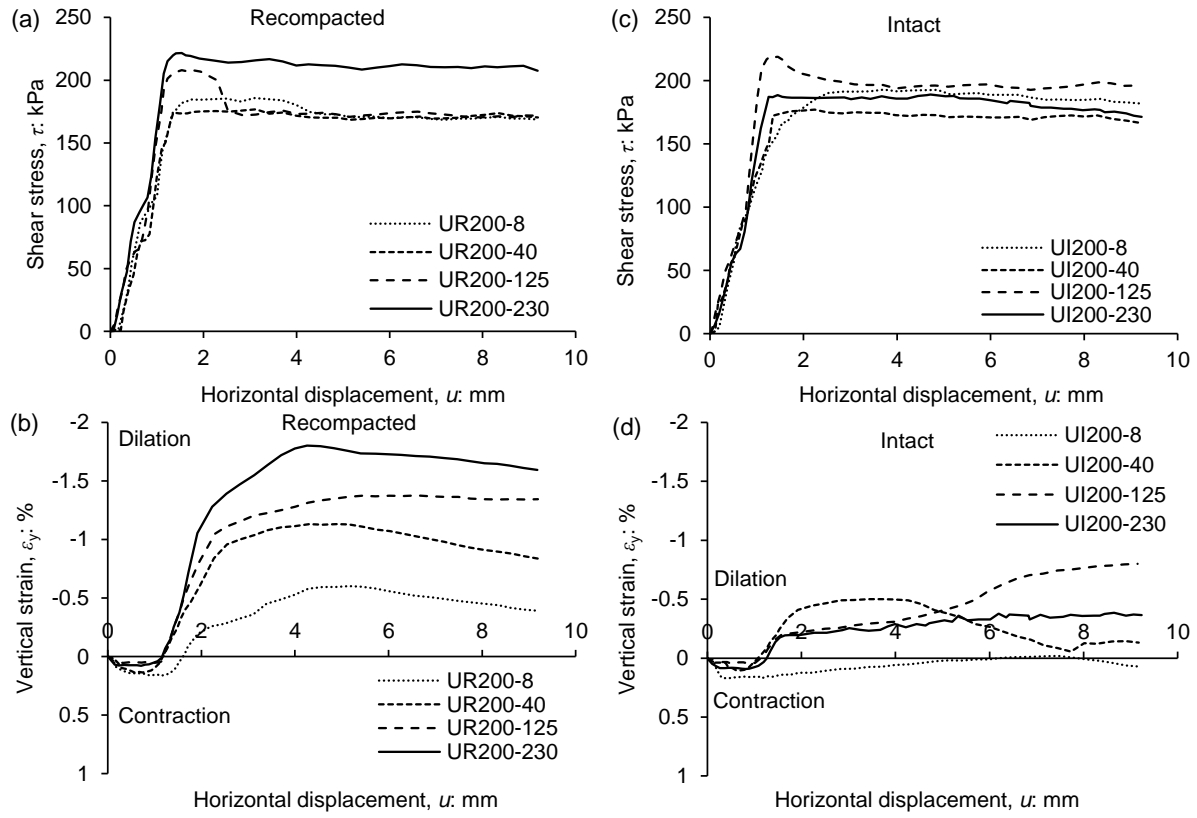 (a)
Recompacted
250
200
150
100
50
0
Shear stress, τ: kPa
UR200-8
UR200-40
UR200-125
UR200-230
0 2 4 6 8 10
Horizontal displacement, u: mm
(c)
Intact
250
200
150
100
50
0
Shear stress, τ: kPa
UI200-8
UI200-40
UI200-125
UI200-230
0 2 4 6 8 10
Horizontal displacement, u: mm
(b)
Recompacted
Dilation
-2
-1.5
-1
-0.5
0
0.5
1
Vertical strain, εy: %
0 2 4 6 8 10
Contraction
UR200-8
UR200-40
UR200-125
UR200-230
Horizontal displacement, u: mm
(d)
Intact
-2
-1.5
-1
-0.5
0
0.5
1
Vertical strain, εy: %
UI200-8
UI200-40
UI200-125
UI200-230
Dilation
0 2 4 6 8 10
Contraction
Horizontal displacement, u: mm